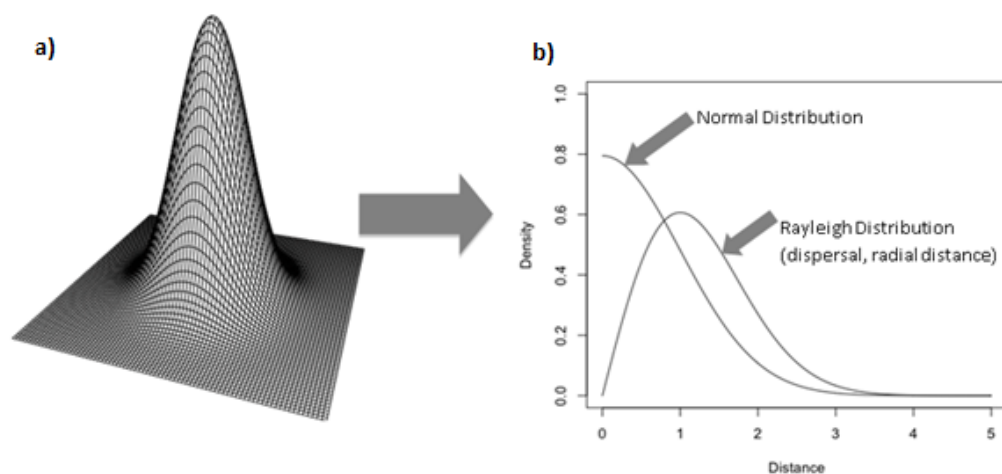 a)
b)
1.0
0.8
0.6
0.4
0.2
0.0
Density
Normal Distribution
Rayleigh Distribution
(dispersal, radial distance)
0 1 2 3 4 5
Distance